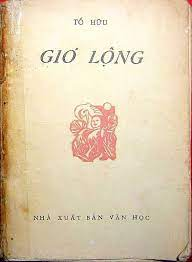 TỐ HỮU
GIÓ LỘNG
NHÀ XUẤT BẢN VĂN HỌC